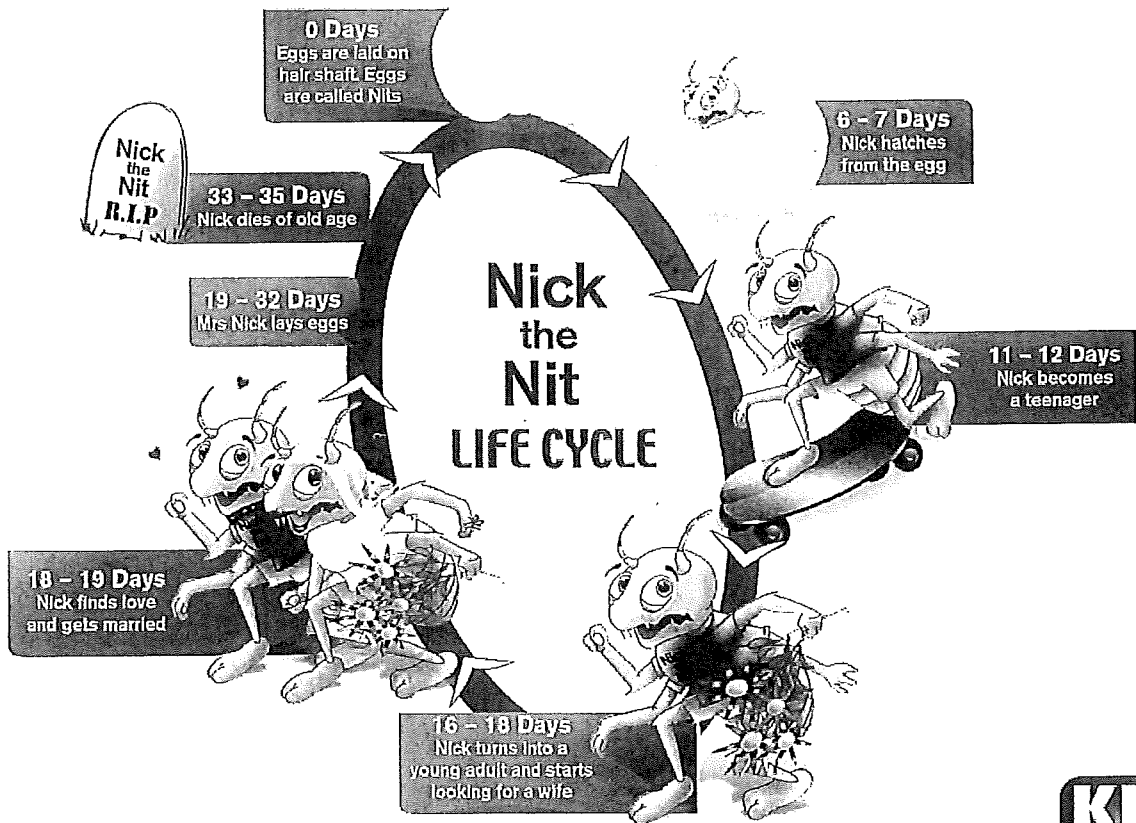 0 Days
Eggs are laid on
hair shaft. Eggs
are called Nits
6 – 7 Days
Nick hatches
from the egg
Nick
the
Nit
R.I.P
33 – 35 Days
Nick dies of old age
19 – 32 Days
Mrs Nick lays eggs
Nick
the
Nit
LIFE CYCLE
11 – 12 Days
Nick becomes
a teenager
18 – 19 Days
Nick finds love
and gets married
16 – 18 Days
Nick turns into a
young adult and starts
looking for a wife
K